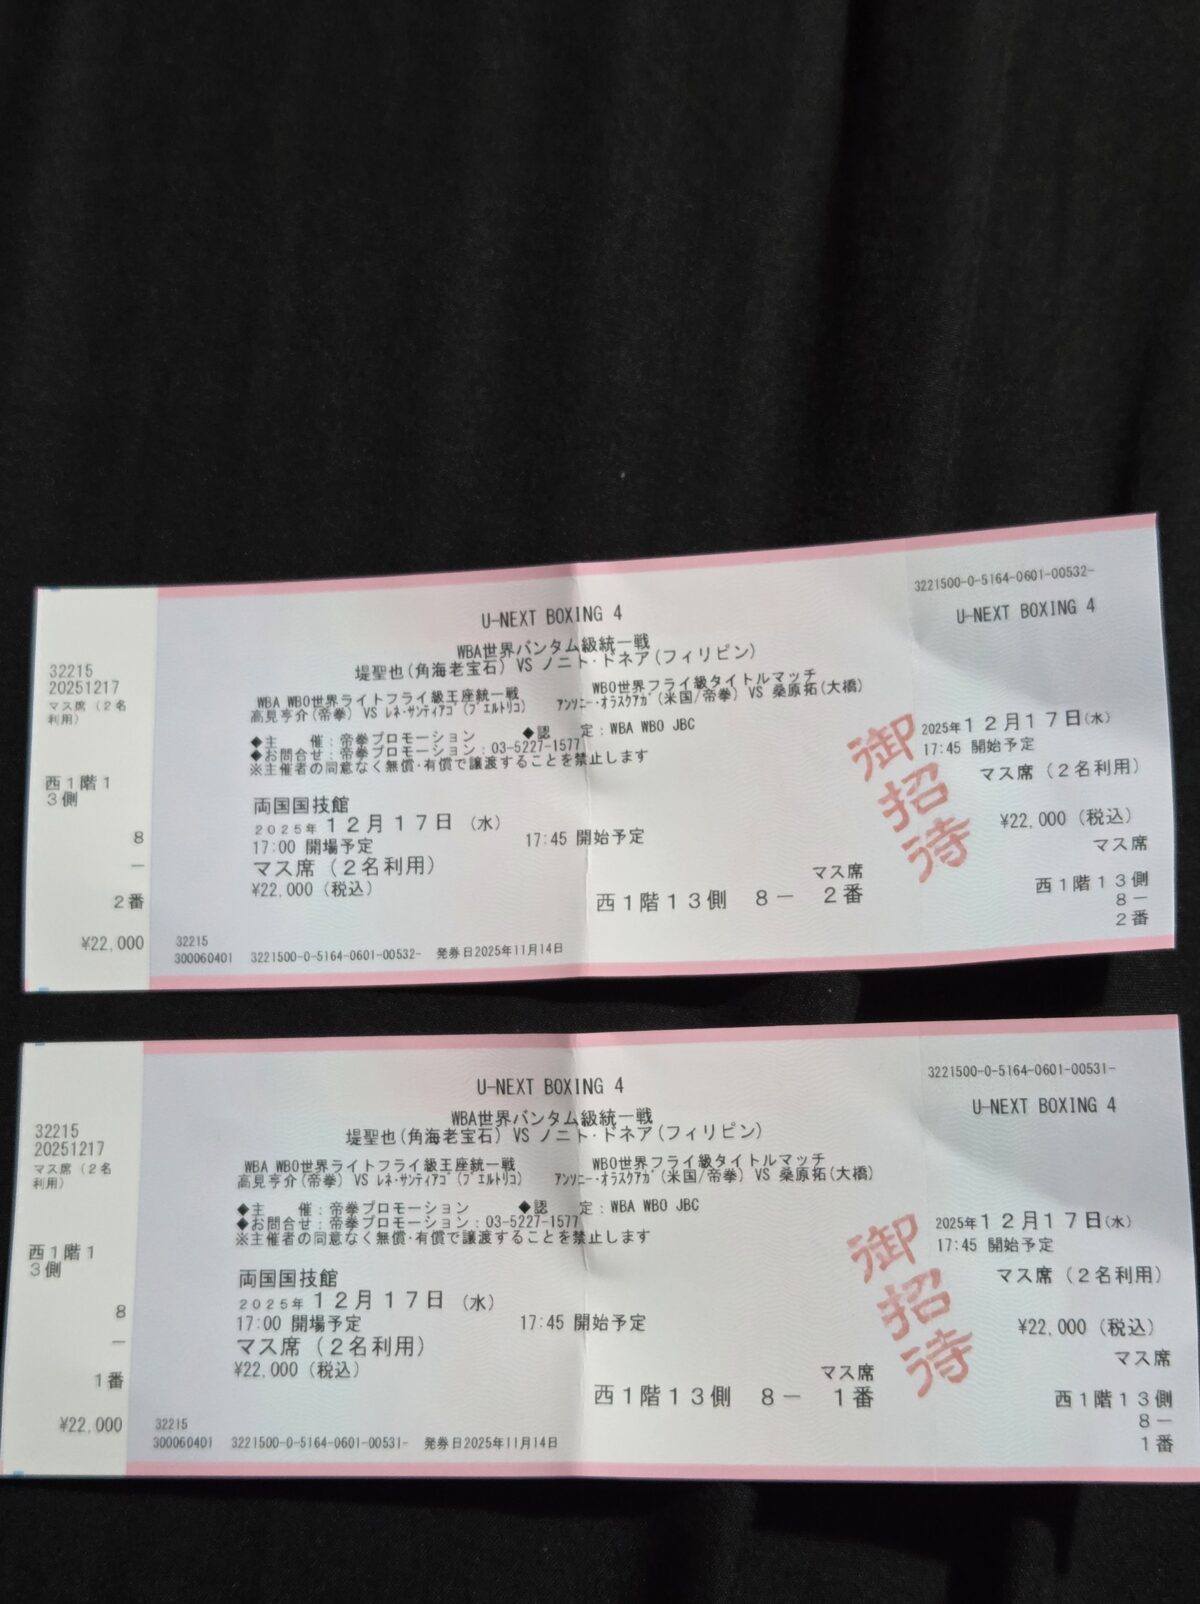 32215
20251217
マス席（２名
利用）
西１階１
３側
８
－
２番
¥22,000
U-NEXT BOXING 4
WBA世界バンタム級統一戦
堤聖也(角海老宝石) VS ノニト･ドネア(フィリピン)
WBA WBO世界ライトフライ級王座統一戦
高見亨介(帝拳) VS ﾚﾈ･ｻﾝﾃｨｱｺﾞ(ﾌﾟｴﾙﾄﾘｺ)
WBO世界フライ級タイトルマッチ
ｱﾝｿﾆｰ･ｵﾗｽｸｱｶﾞ(米国/帝拳) VS 桑原拓(大橋)
◆主　　催：帝拳プロモーション　◆認　　定：WBA WBO JBC
◆お問合せ：帝拳プロモーション：03-5227-1577
※主催者の同意なく無償･有償で譲渡することを禁止します
両国国技館
2025年１２月１７日（水）
17:00 開場予定　17:45 開始予定
マス席（２名利用）
¥22,000（税込）
マス席
西１階１３側　８－　２番
32215
300060401　3221500-0-5164-0601-00532-　発券日2025年11月14日
御招待
3221500-0-5164-0601-00532-
U-NEXT BOXING 4
2025年１２月１７日(水)
17:45 開始予定
マス席（２名利用）
¥22,000（税込）
マス席
西１階１３側
８－
２番
32215
20251217
マス席（２名
利用）
西１階１
３側
８
－
１番
¥22,000
U-NEXT BOXING 4
WBA世界バンタム級統一戦
堤聖也(角海老宝石) VS ノニト･ドネア(フィリピン)
WBA WBO世界ライトフライ級王座統一戦
高見亨介(帝拳) VS ﾚﾈ･ｻﾝﾃｨｱｺﾞ(ﾌﾟｴﾙﾄﾘｺ)
WBO世界フライ級タイトルマッチ
ｱﾝｿﾆｰ･ｵﾗｽｸｱｶﾞ(米国/帝拳) VS 桑原拓(大橋)
◆主　　催：帝拳プロモーション　◆認　　定：WBA WBO JBC
◆お問合せ：帝拳プロモーション：03-5227-1577
※主催者の同意なく無償･有償で譲渡することを禁止します
両国国技館
2025年１２月１７日（水）
17:00 開場予定　17:45 開始予定
マス席（２名利用）
¥22,000（税込）
マス席
西１階１３側　８－　１番
32215
300060401　3221500-0-5164-0601-00531-　発券日2025年11月14日
御招待
3221500-0-5164-0601-00531-
U-NEXT BOXING 4
2025年１２月１７日(水)
17:45 開始予定
マス席（２名利用）
¥22,000（税込）
マス席
西１階１３側
８－
１番